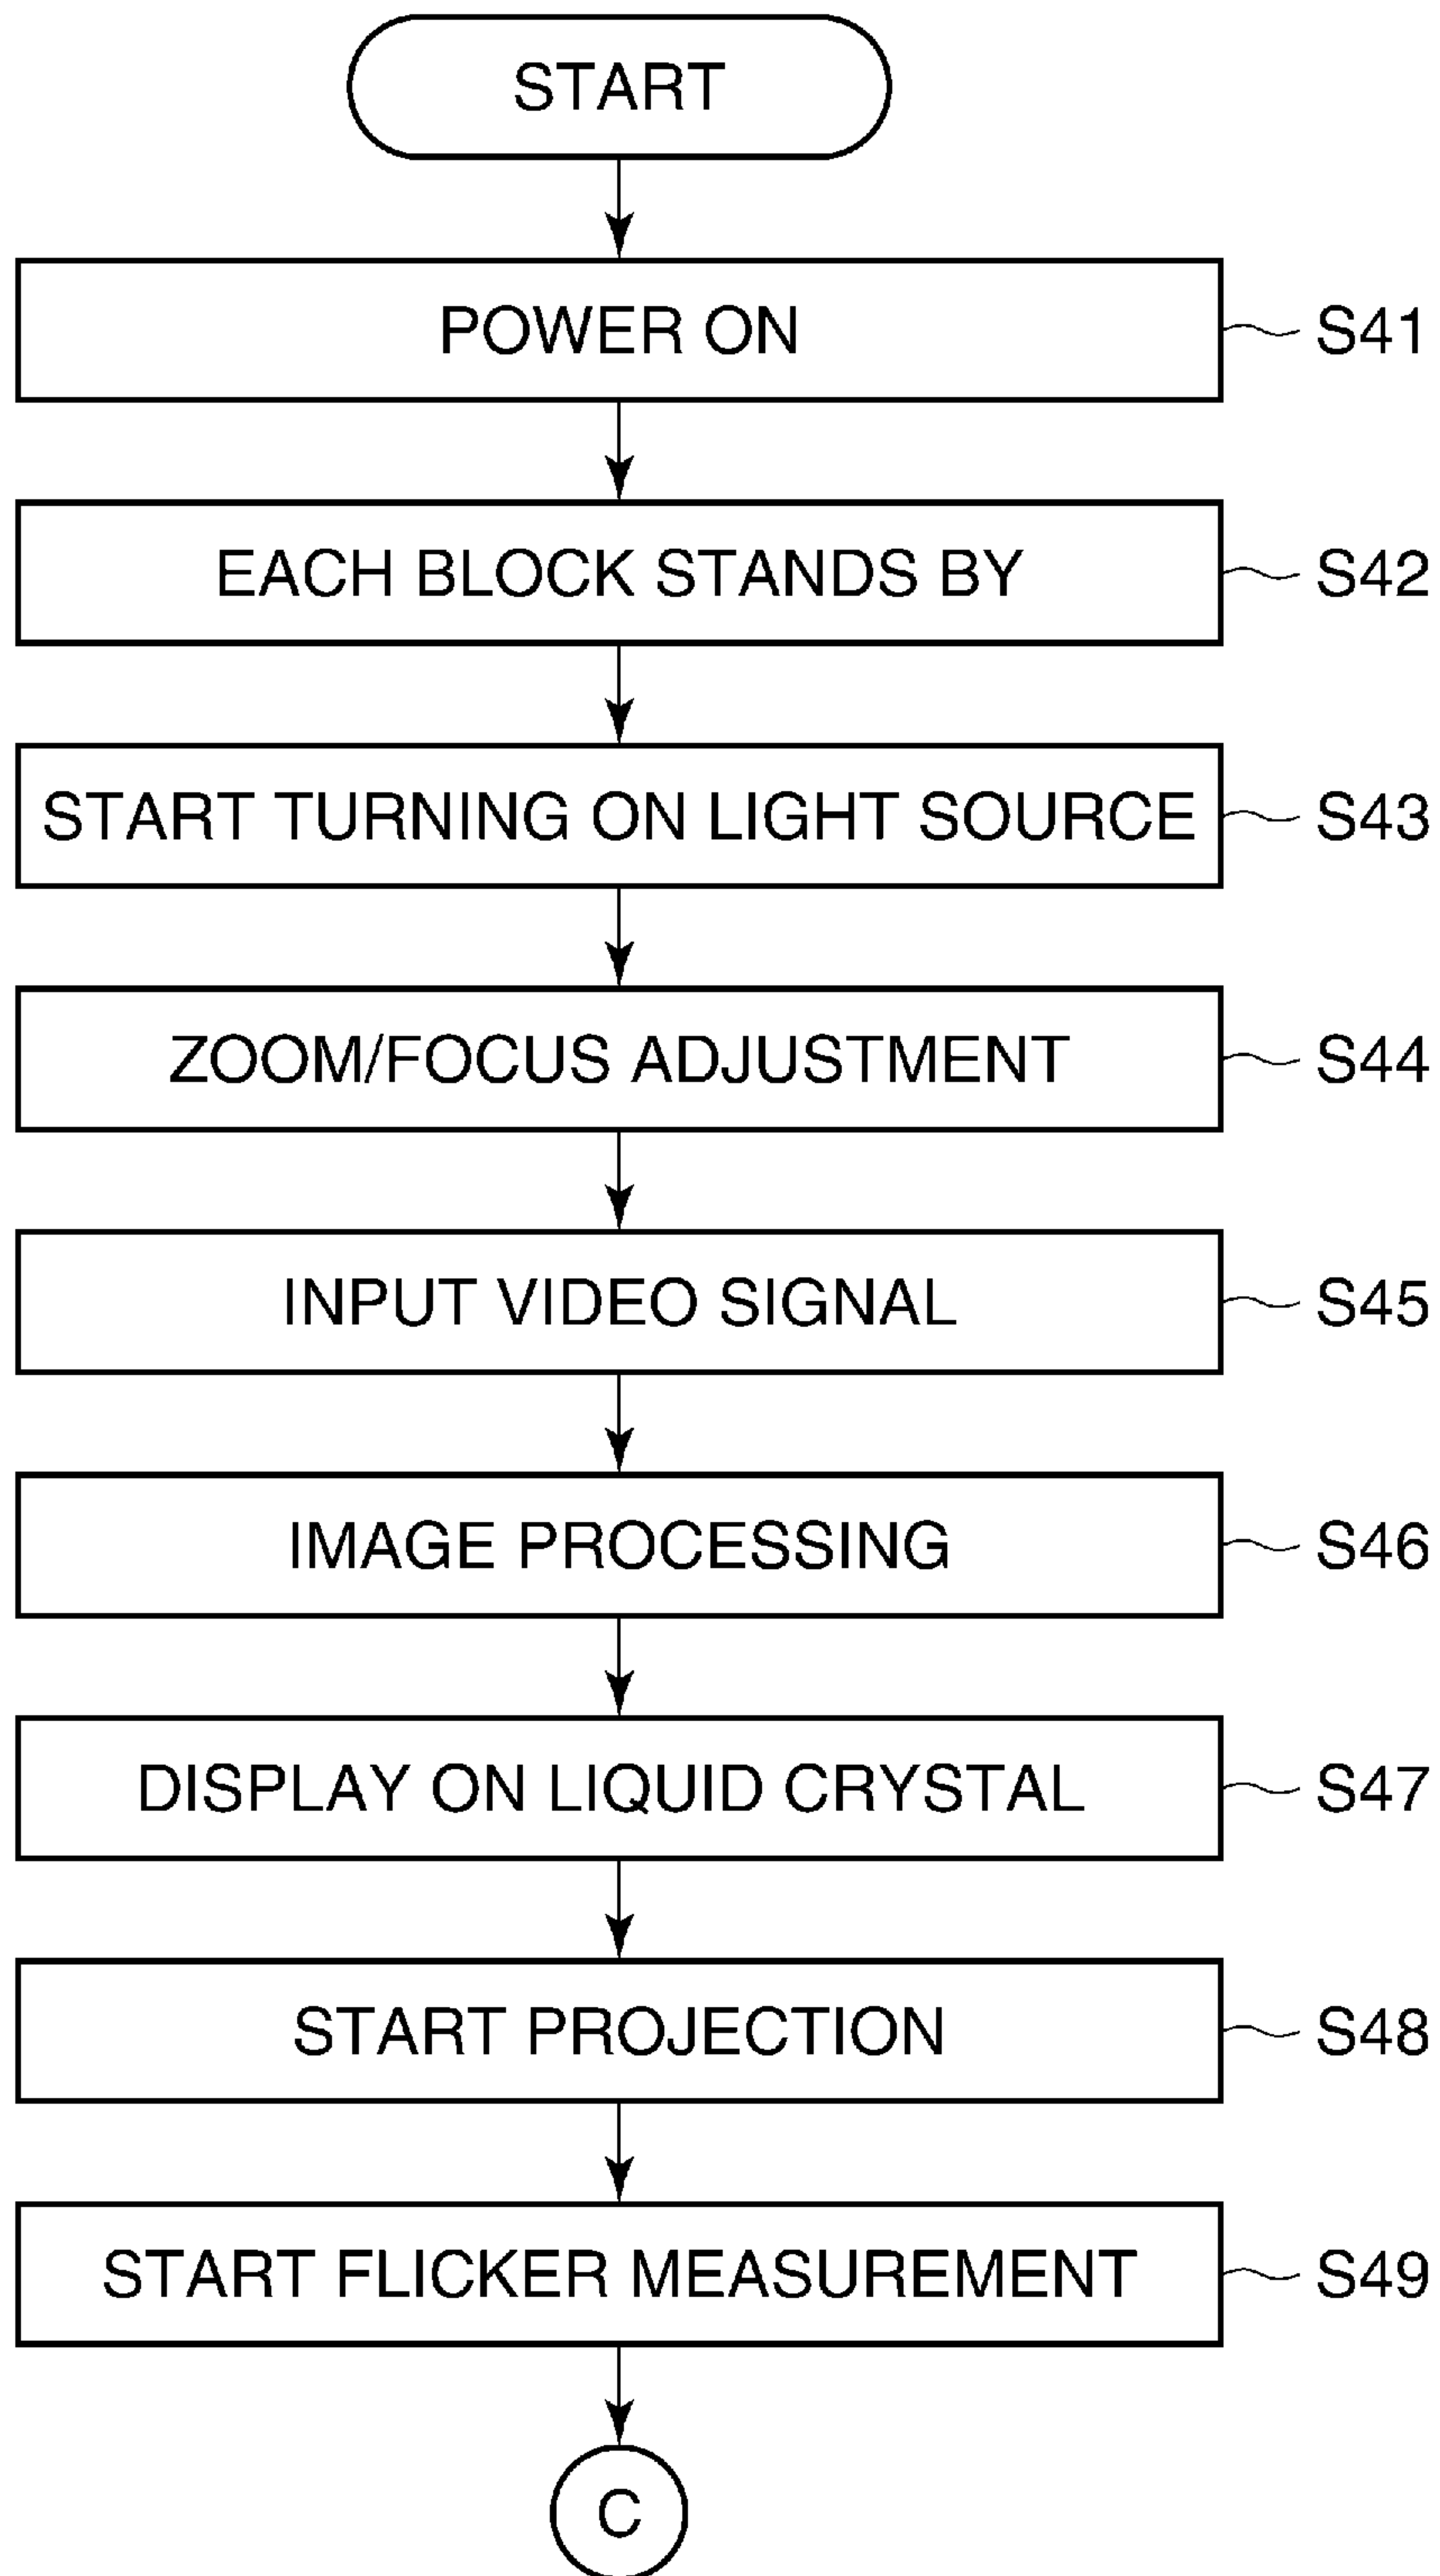 START
POWER ON S41
EACH BLOCK STANDS BY S42
START TURNING ON LIGHT SOURCE S43
ZOOM/FOCUS ADJUSTMENT S44
INPUT VIDEO SIGNAL S45
IMAGE PROCESSING S46
DISPLAY ON LIQUID CRYSTAL S47
START PROJECTION S48
START FLICKER MEASUREMENT S49
C